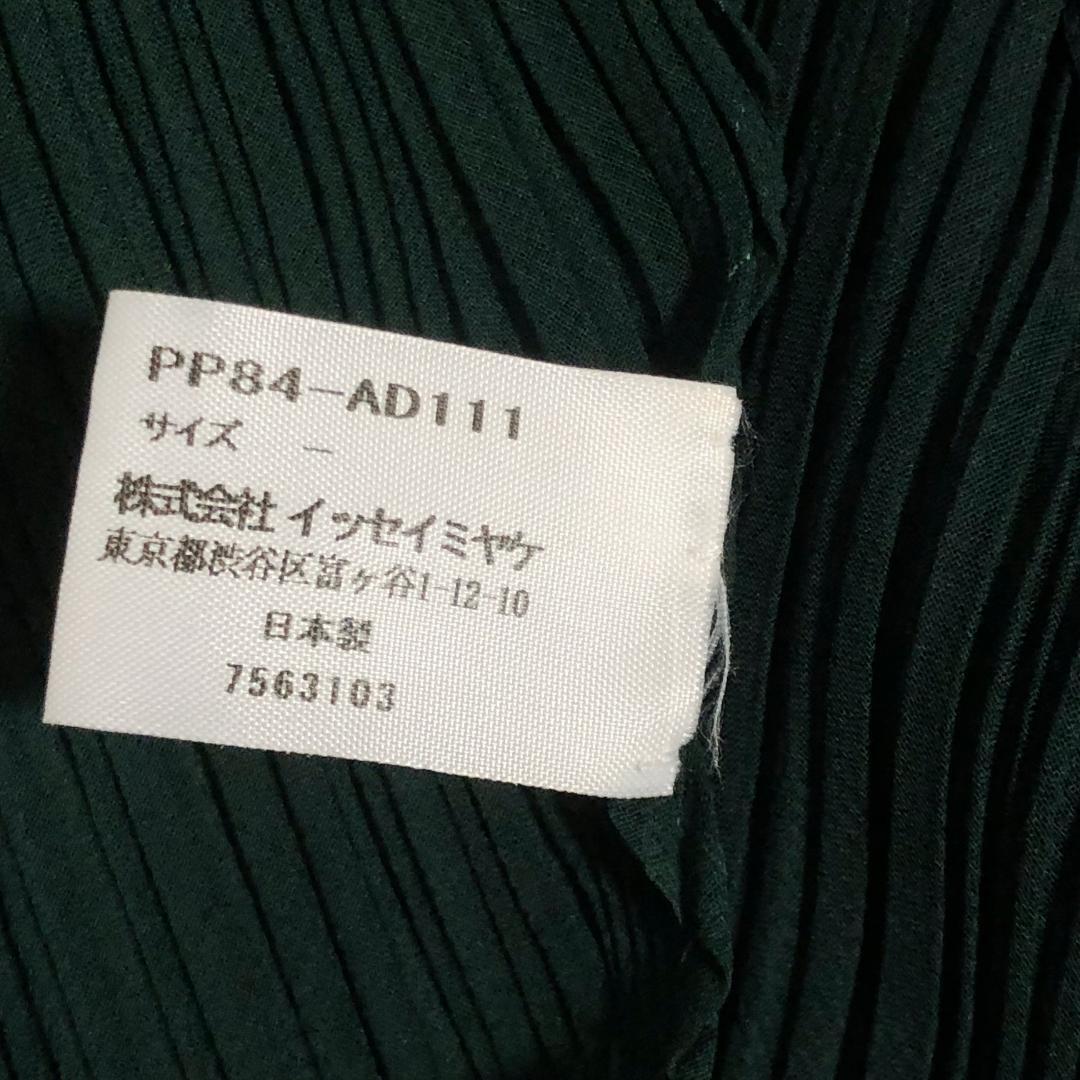 PP84-AD111
サイズ －
株式会社 イッセイミヤケ
東京都渋谷区富ヶ谷1-12-10
日本製
7563103